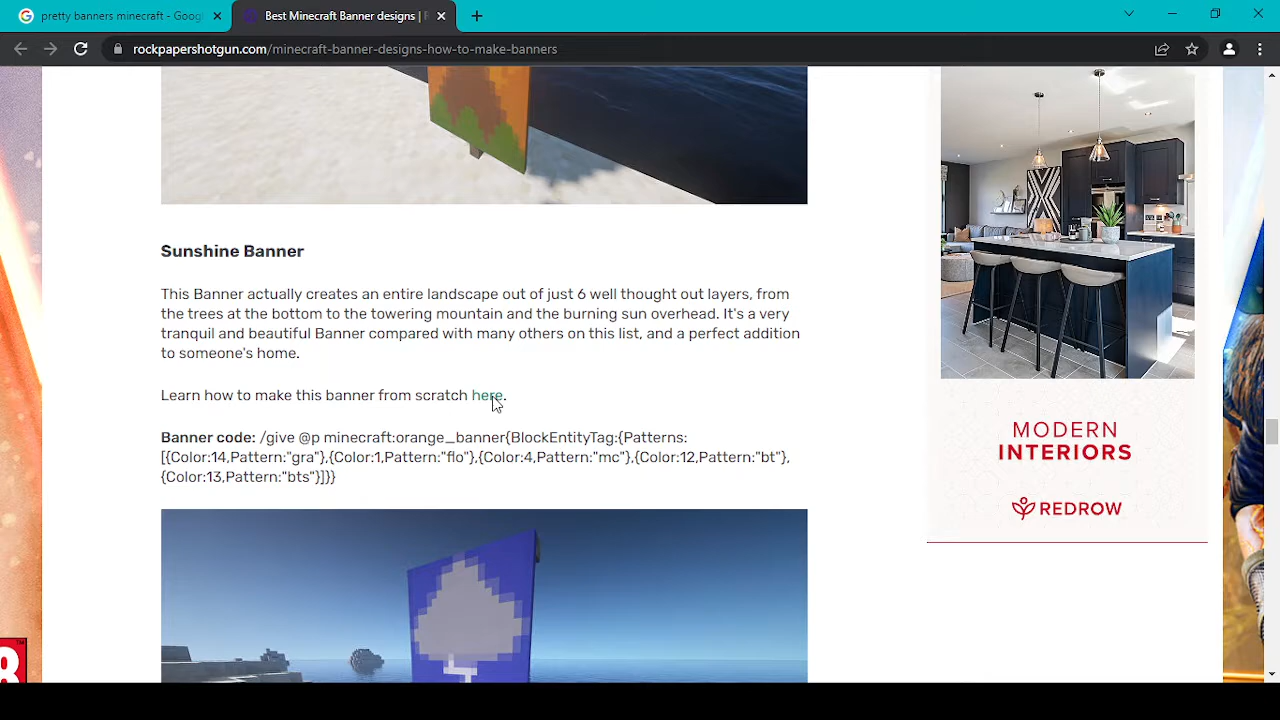 pretty banners minecraft - Goog
Best Minecraft Banner designs |
rockpapershotgun.com/minecraft-banner-designs-how-to-make-banners
Sunshine Banner
This Banner actually creates an entire landscape out of just 6 well thought out layers, from
the trees at the bottom to the towering mountain and the burning sun overhead. It's a very
tranquil and beautiful Banner compared with many others on this list, and a perfect addition
to someone's home.
Learn how to make this banner from scratch here.
Banner code: /give @p minecraft:orange_banner{BlockEntityTag:{Patterns:
[{Color:14,Pattern:"gra"},{Color:1,Pattern:"flo"},{Color:4,Pattern:"mc"},{Color:12,Pattern:"bt"},
{Color:13,Pattern:"bts"}]}}
MODERN
INTERIORS
REDROW